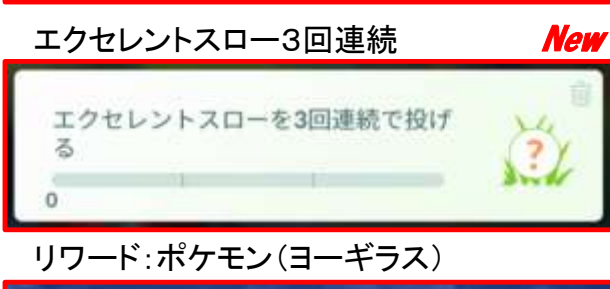 エクセレントスロー3回連続 New
エクセレントスローを3回連続で投げ
る
?
0
リワード:ポケモン(ヨーギラス)